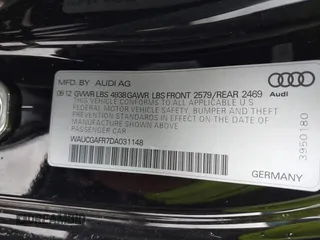 MFD. BY AUDI AG
09·12 GVWR LBS 4938 GAWR LBS FRONT 2579/REAR 2469
THIS VEHICLE CONFORMS TO ALL APPLICABLE
FEDERAL MOTOR VEHICLE SAFETY, BUMPER AND THEFT
PREVENTION STANDARDS IN EFFECT ON
THE DATE OF MANUFACTURE SHOWN ABOVE
PASSENGER CAR
WAUCGAFR7DA031148
GERMANY
Audi
3950180